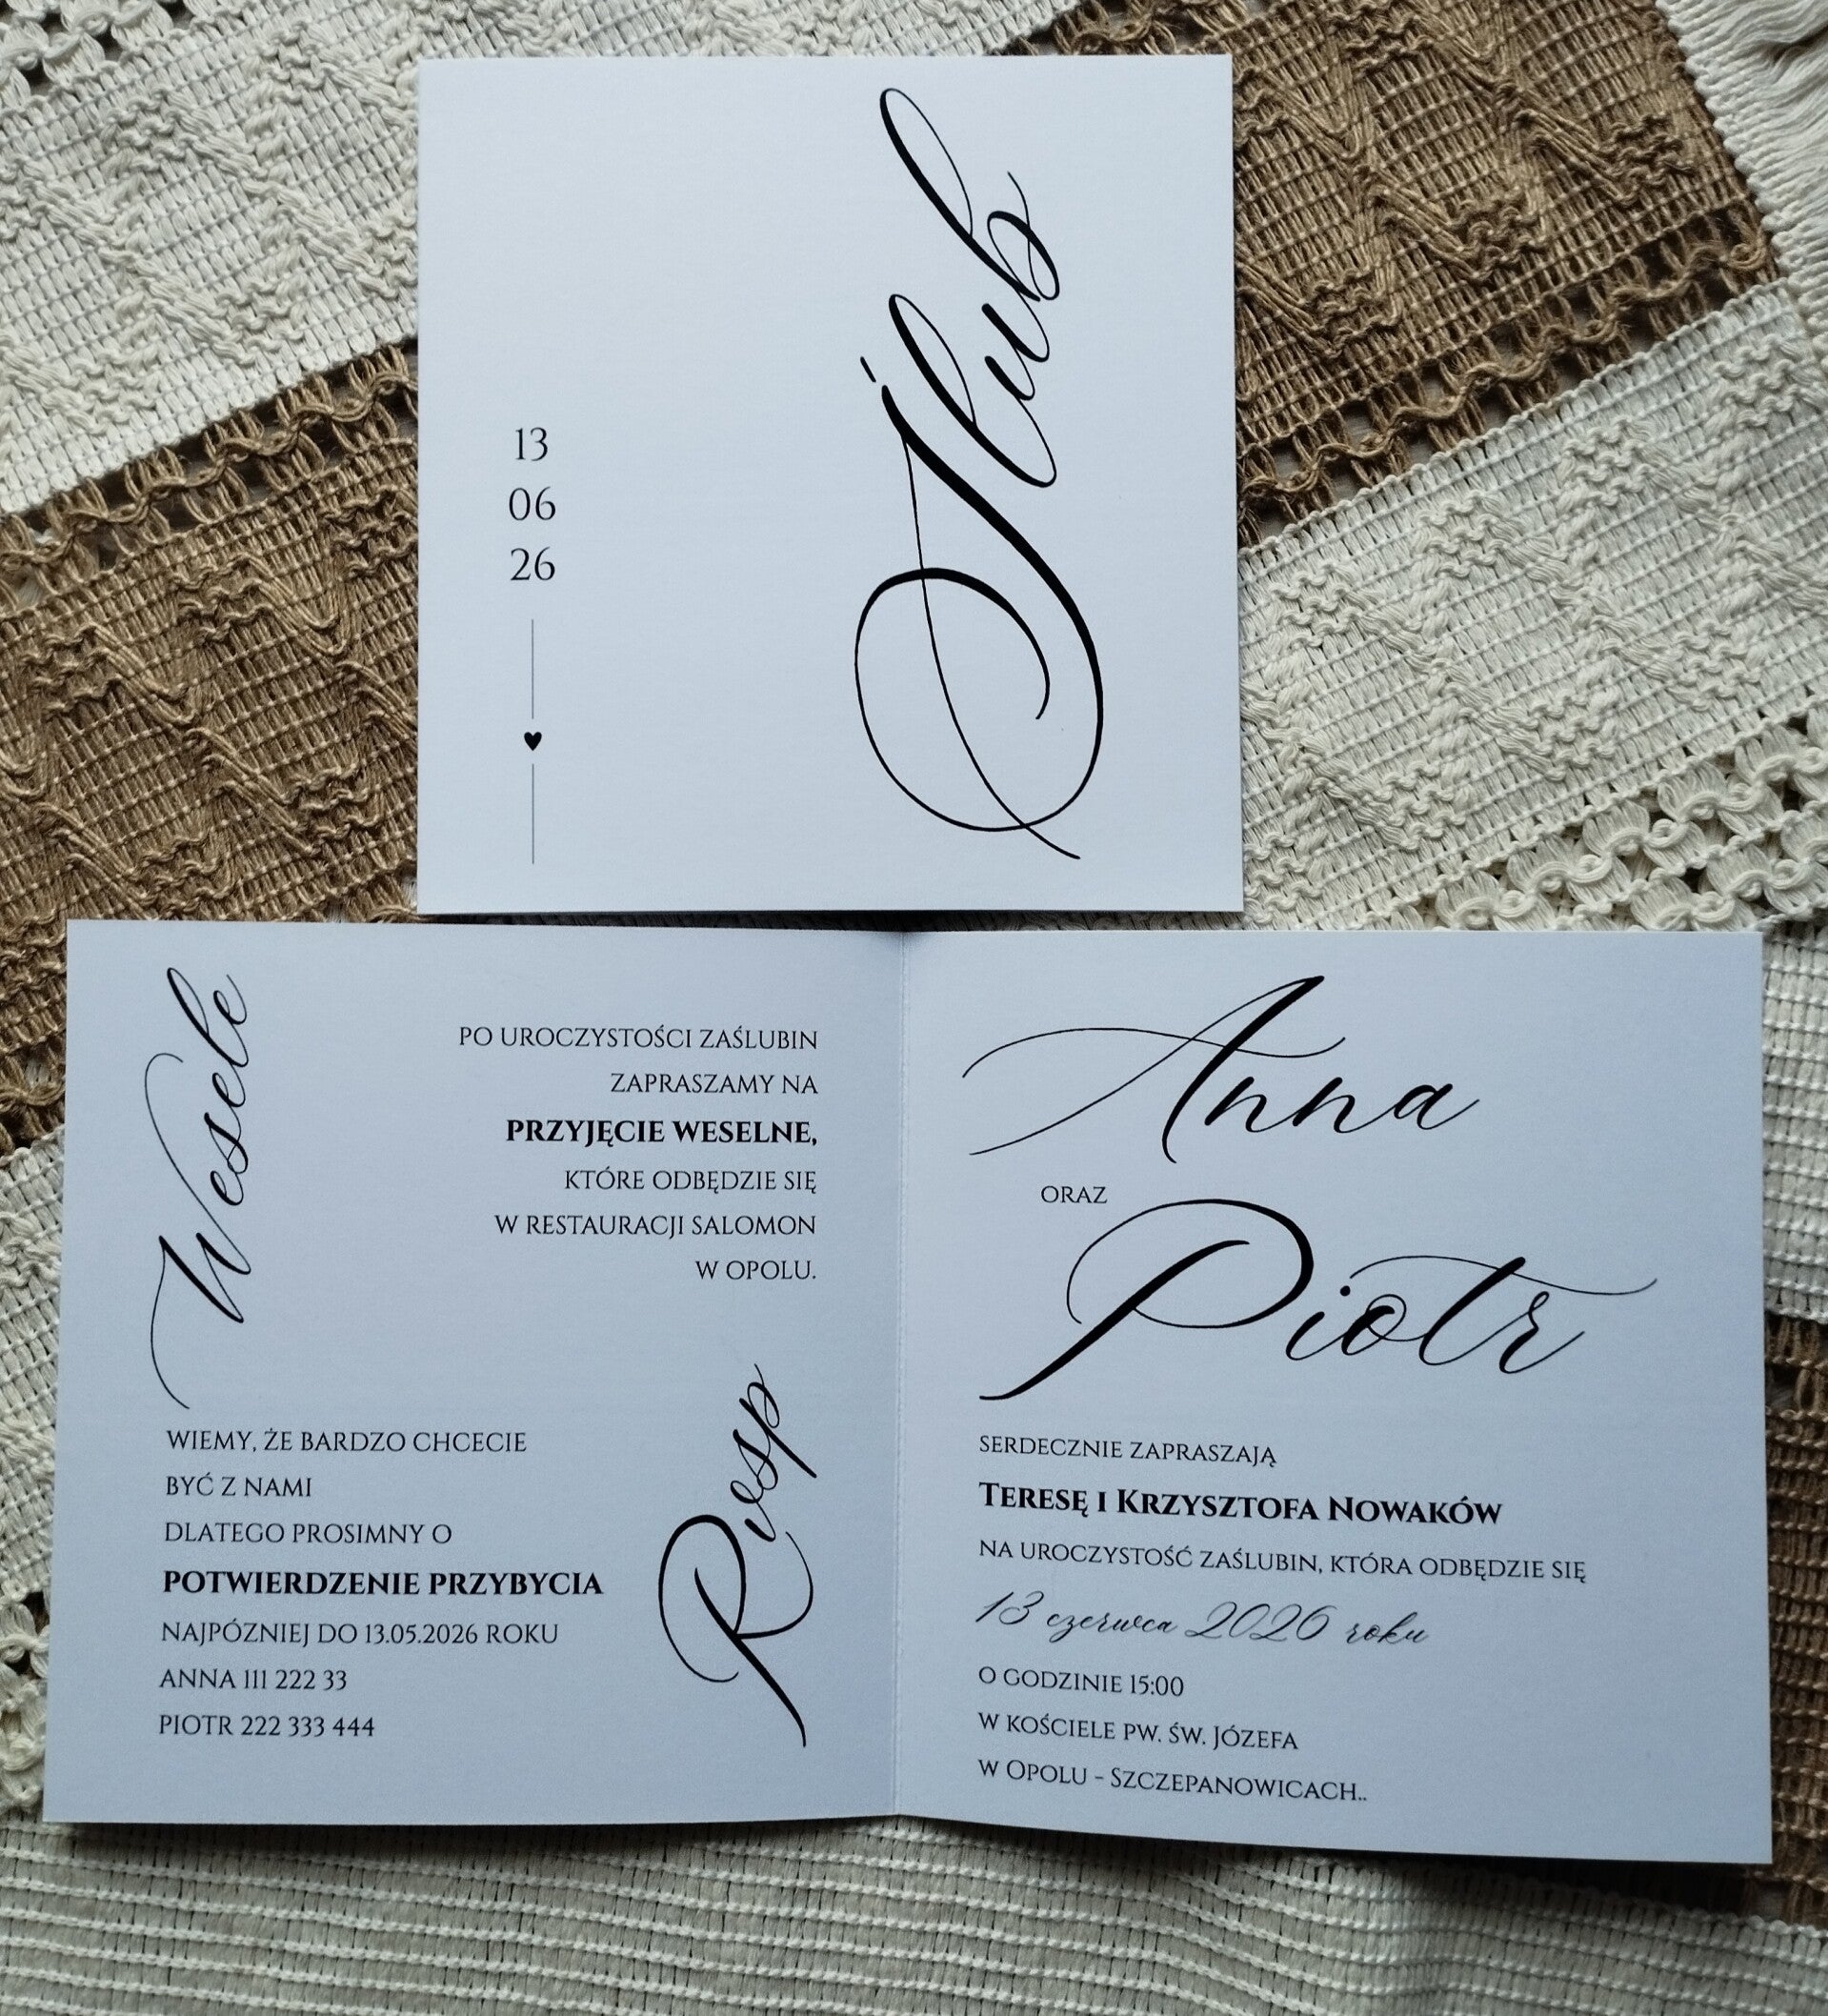 Ślub
13
06
26
Wesele
PO UROCZYSTOŚCI ZAŚLUBIN
ZAPRASZAMY NA
PRZYJĘCIE WESELNE,
KTÓRE ODBĘDZIE SIĘ
W RESTAURACJI SALOMON
W OPOLU.
Rvsp
WIEMY, ŻE BARDZO CHCECIE
BYĆ Z NAMI
DLATEGO PROSIMNY O
POTWIERDZENIE PRZYBYCIA
NAJPÓZNIEJ DO 13.05.2026 ROKU
ANNA 111 222 33
PIOTR 222 333 444
Anna
ORAZ
Piotr
SERDECZNIE ZAPRASZAJĄ
TERESĘ I KRZYSZTOFA NOWAKÓW
NA UROCZYSTOŚĆ ZAŚLUBIN, KTÓRA ODBĘDZIE SIĘ
13 czerwca 2026 roku
O GODZINIE 15:00
W KOŚCIELE PW. ŚW. JÓZEFA
W OPOLU - SZCZEPANOWICACH..